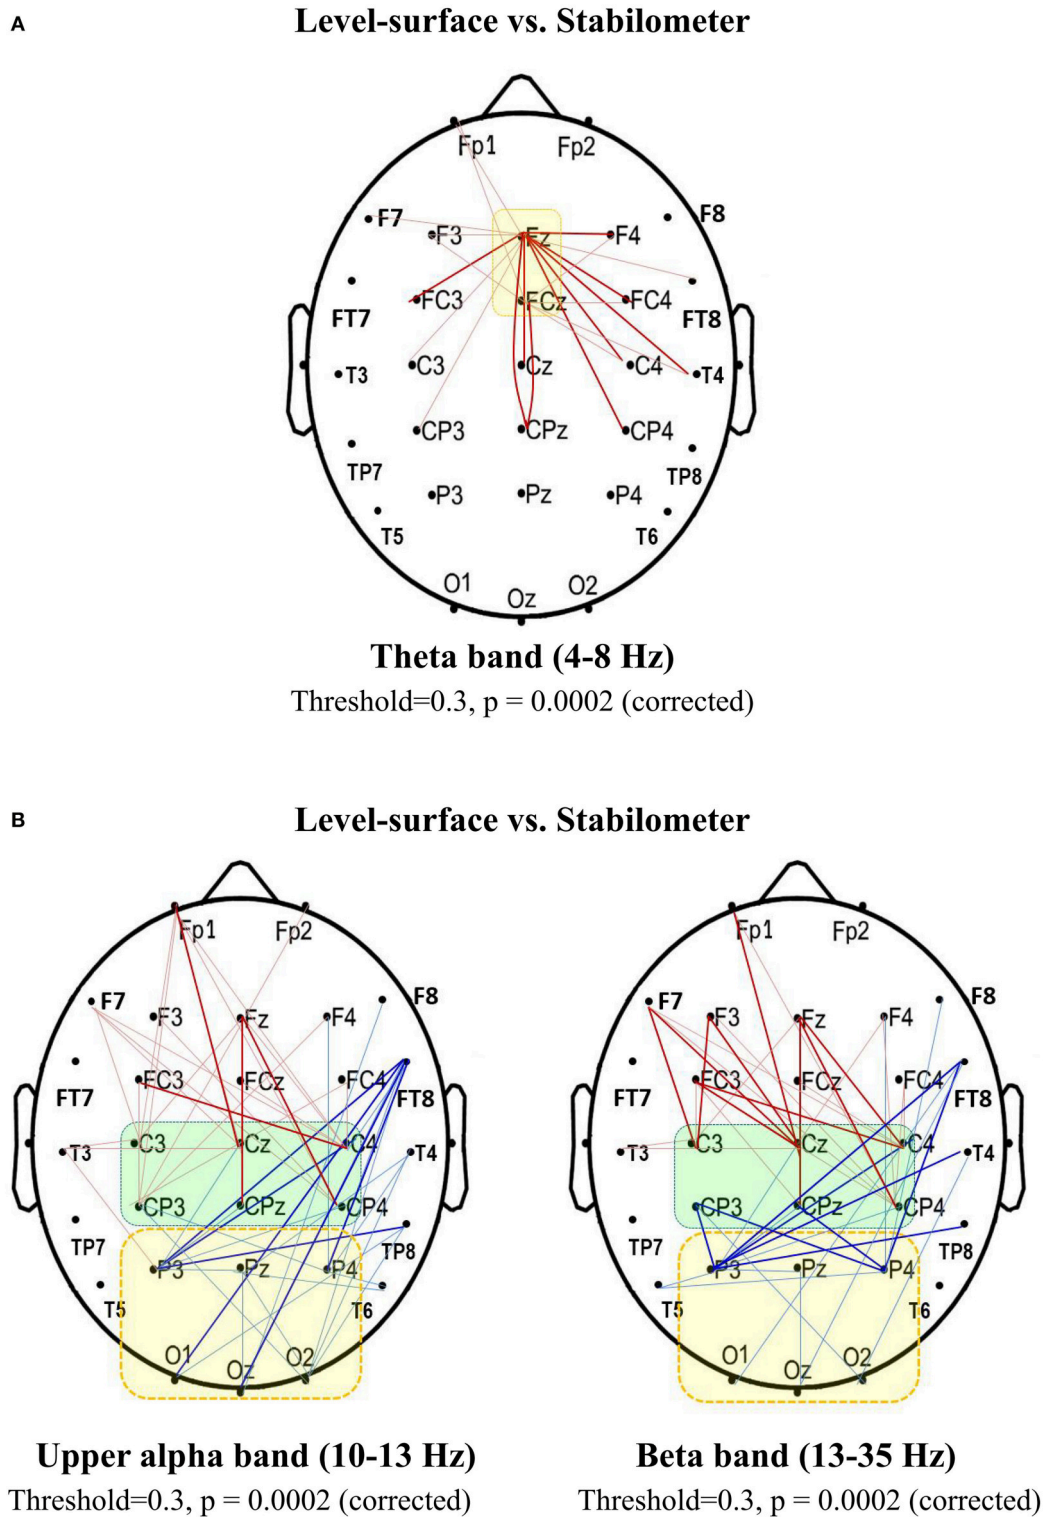 A
Level-surface vs. Stabilometer
Fp1 Fp2
F7 F3 Fz F4 F8
FT7 FC3 FCz FC4 FT8
T3 C3 Cz C4 T4
TP7 CP3 CPz CP4 TP8
P3 Pz P4
T5 T6
O1 Oz O2
Theta band (4-8 Hz)
Threshold=0.3, p = 0.0002 (corrected)
B
Level-surface vs. Stabilometer
Fp1 Fp2
F7 F3 Fz F4 F8
FT7 FC3 FCz FC4 FT8
T3 C3 Cz C4 T4
CP3 CPz CP4
TP7 TP8
P3 Pz P4
T5 T6
O1 Oz O2
Upper alpha band (10-13 Hz)
Threshold=0.3, p = 0.0002 (corrected)
Fp1 Fp2
F7 F3 Fz F4 F8
FT7 FC3 FCz FC4 FT8
T3 C3 Cz C4 T4
CP3 CPz CP4
TP7 TP8
P3 Pz P4
T5 T6
O1 Oz O2
Beta band (13-35 Hz)
Threshold=0.3, p = 0.0002 (corrected)